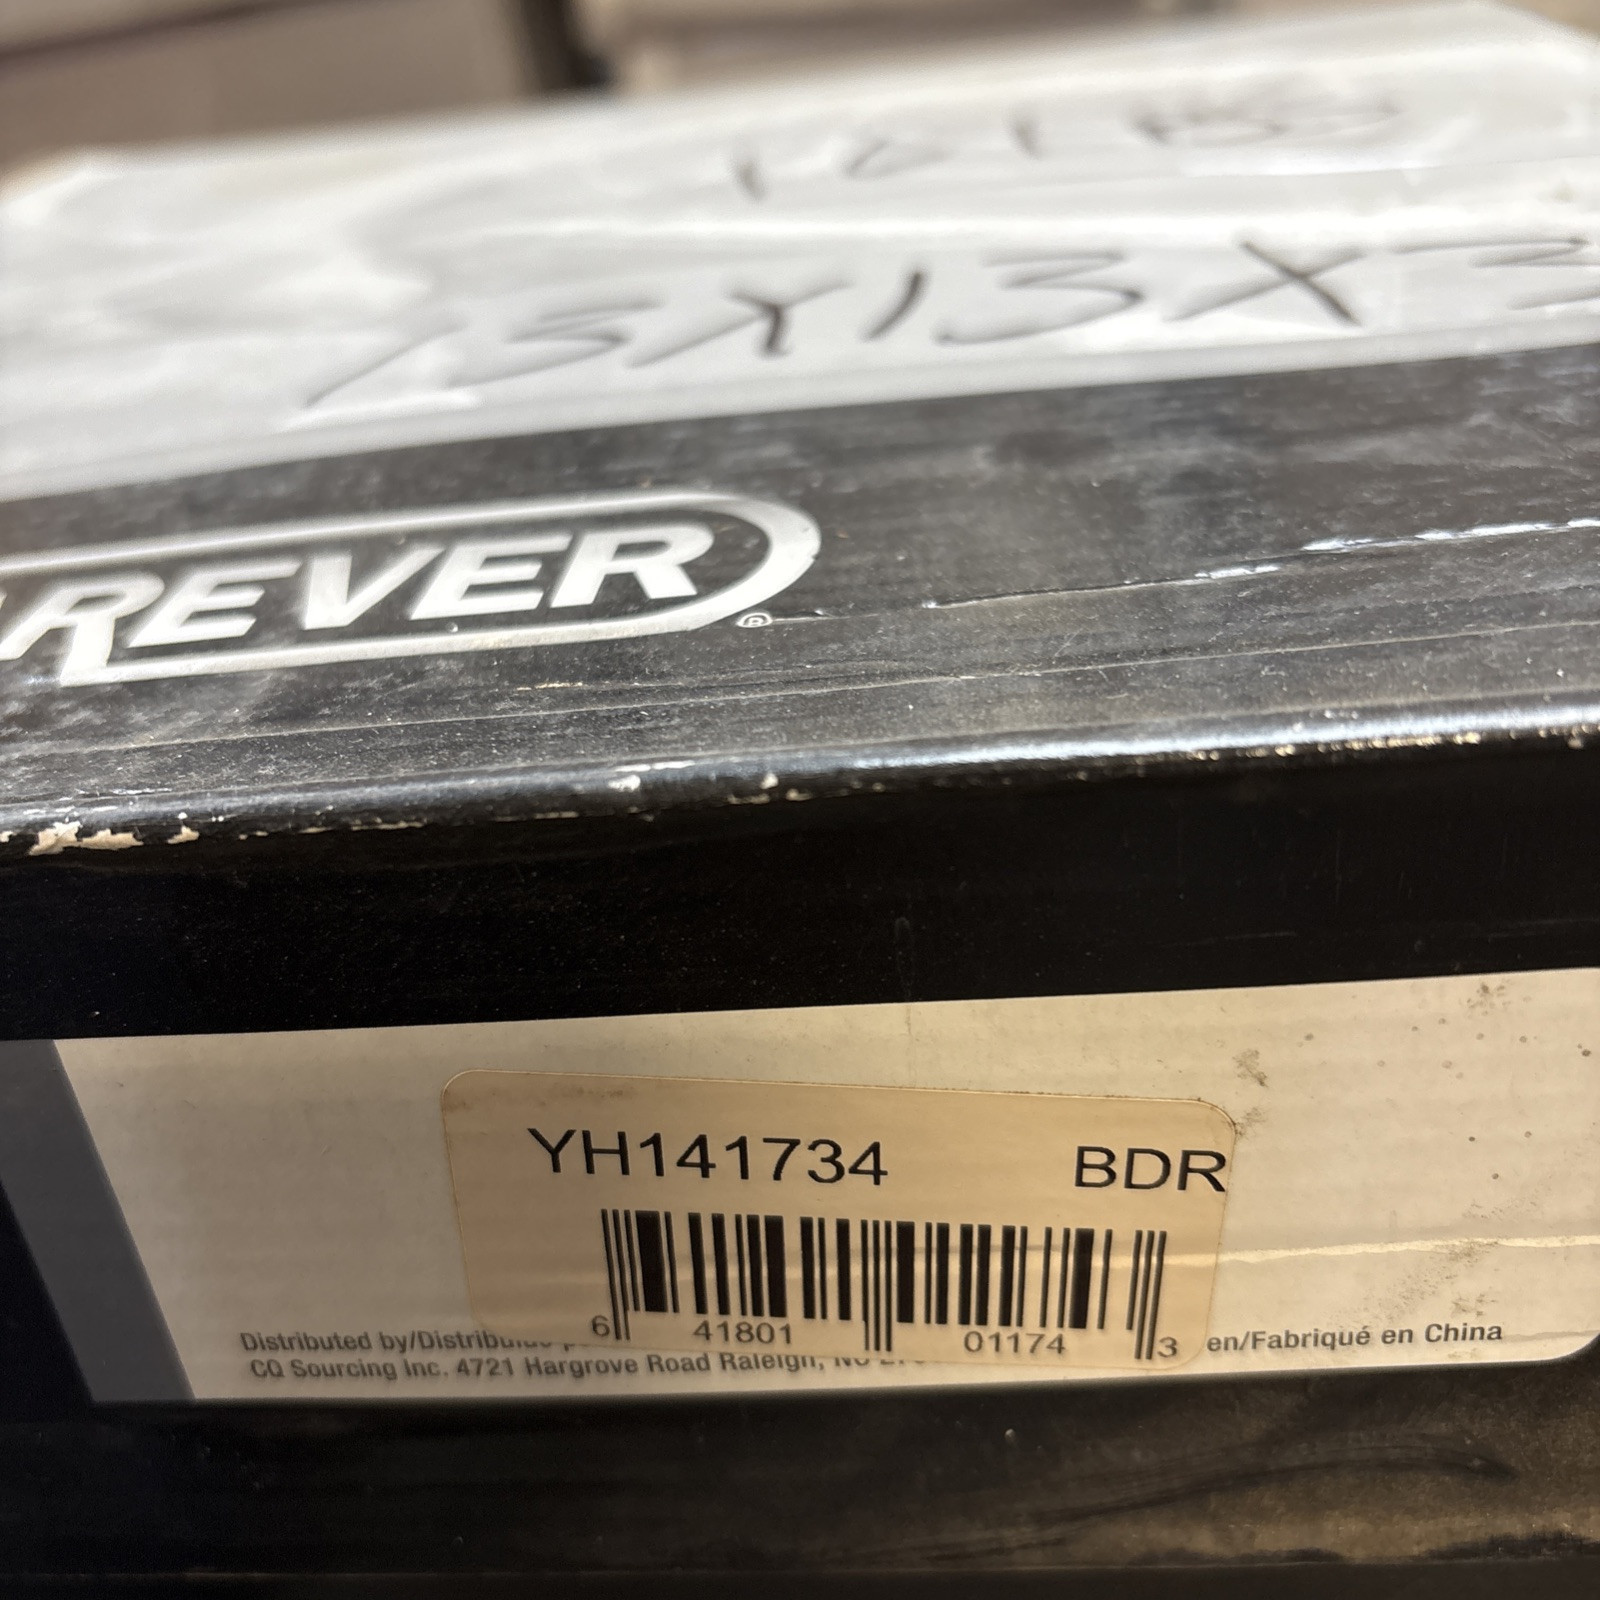 15X13X3
REVER®
YH141734 BDR
6 41801 01174 3
Distributed by/ en/Fabriqué en China
CQ Sourcing Inc. 4721 Hargrove Road Raleigh,